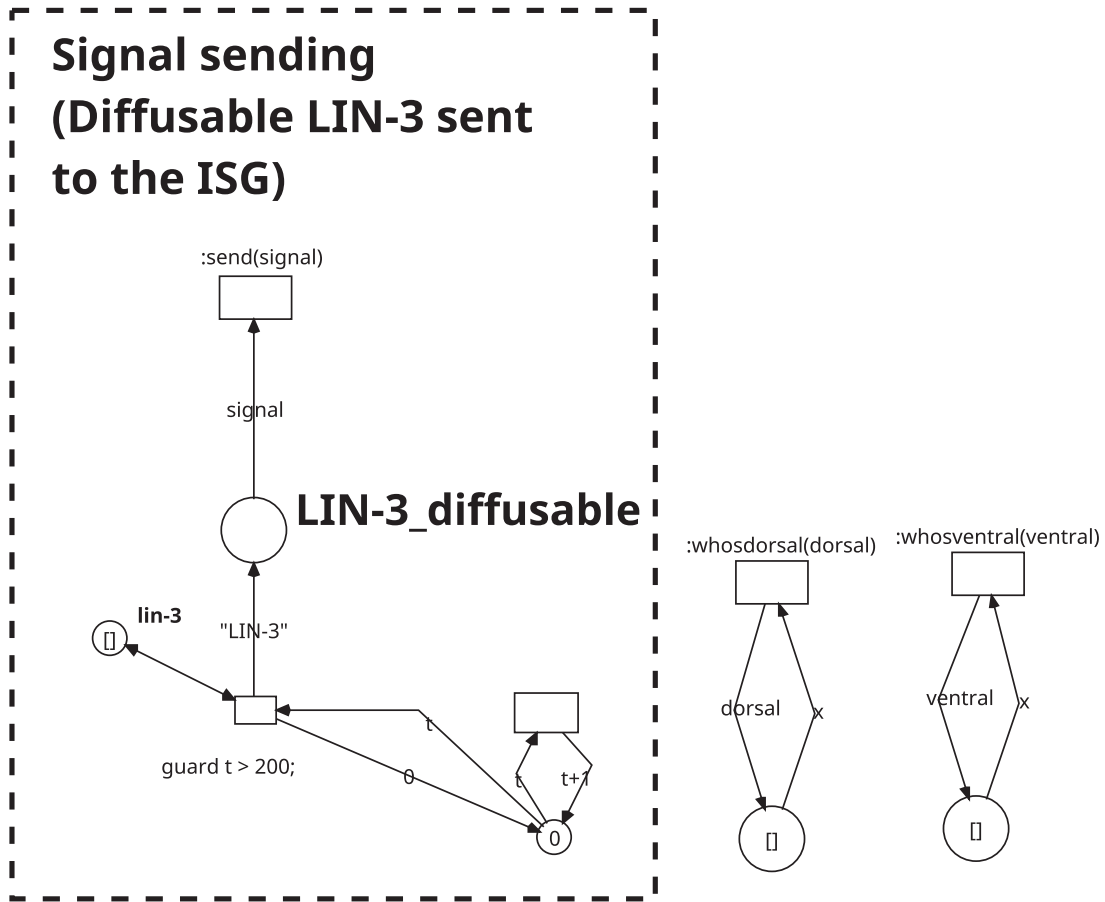 Signal sending
(Diffusable LIN-3 sent
to the ISG)
:send(signal)
signal
LIN-3_diffusable
:whosdorsal(dorsal)
:whosventral(ventral)
lin-3
[]
"LIN-3"
guard t > 200;
t
0
t
t+1
0
dorsal
x
[]
ventral
x
[]